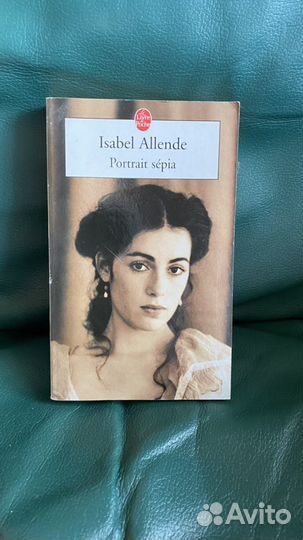 Le Livre
de
Poche
Isabel Allende
Portrait sépia
Avito